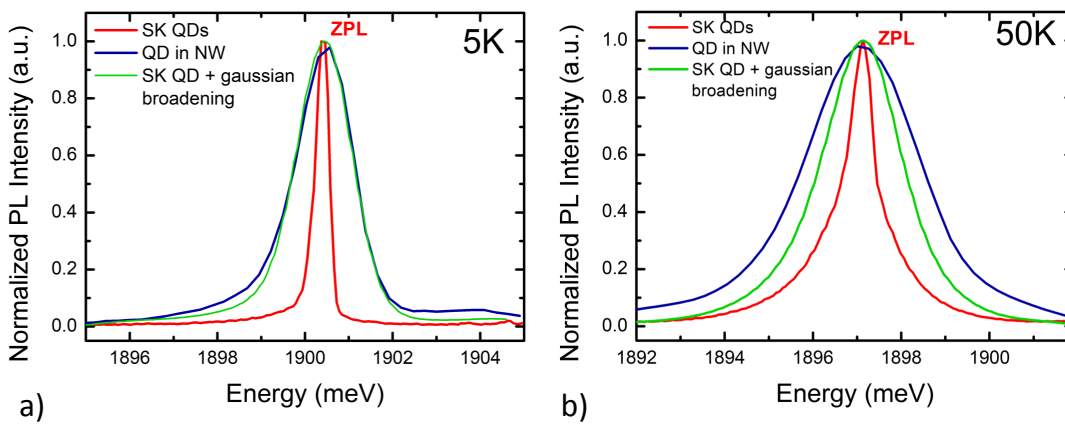 SK QDs
QD in NW
SK QD + gaussian
broadening
ZPL
5K
1.0
0.8
0.6
0.4
0.2
0.0
Normalized PL Intensity (a.u.)
1896
1898
1900
1902
1904
Energy (meV)
a)
SK QDs
QD in NW
SK QD + gaussian
broadening
ZPL
50K
1.0
0.8
0.6
0.4
0.2
0.0
Normalized PL Intensity (a.u.)
1892
1894
1896
1898
1900
Energy (meV)
b)